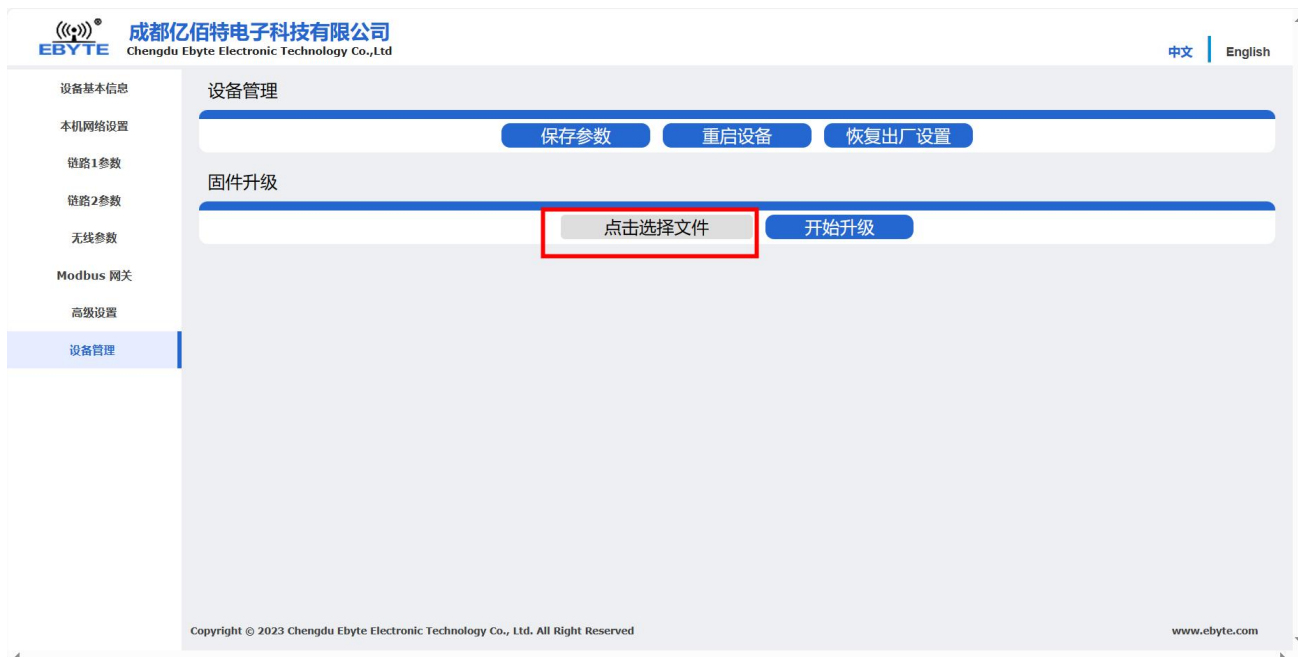 EBYTE ®
成都亿佰特电子科技有限公司
Chengdu Ebyte Electronic Technology Co.,Ltd
中文 English
设备基本信息
本机网络设置
链路1参数
链路2参数
无线参数
Modbus 网关
高级设置
设备管理
设备管理
保存参数 重启设备 恢复出厂设置
固件升级
点击选择文件 开始升级
Copyright © 2023 Chengdu Ebyte Electronic Technology Co., Ltd. All Right Reserved
www.ebyte.com